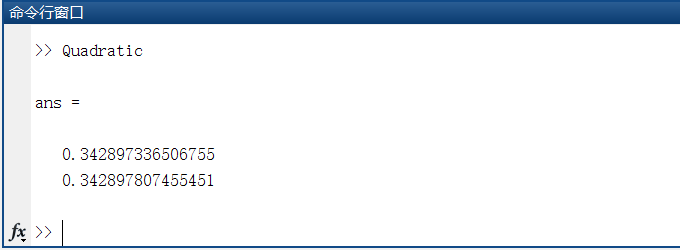 命令行窗口
>> Quadratic
ans =
0.342897336506755
0.342897807455451
fx >>